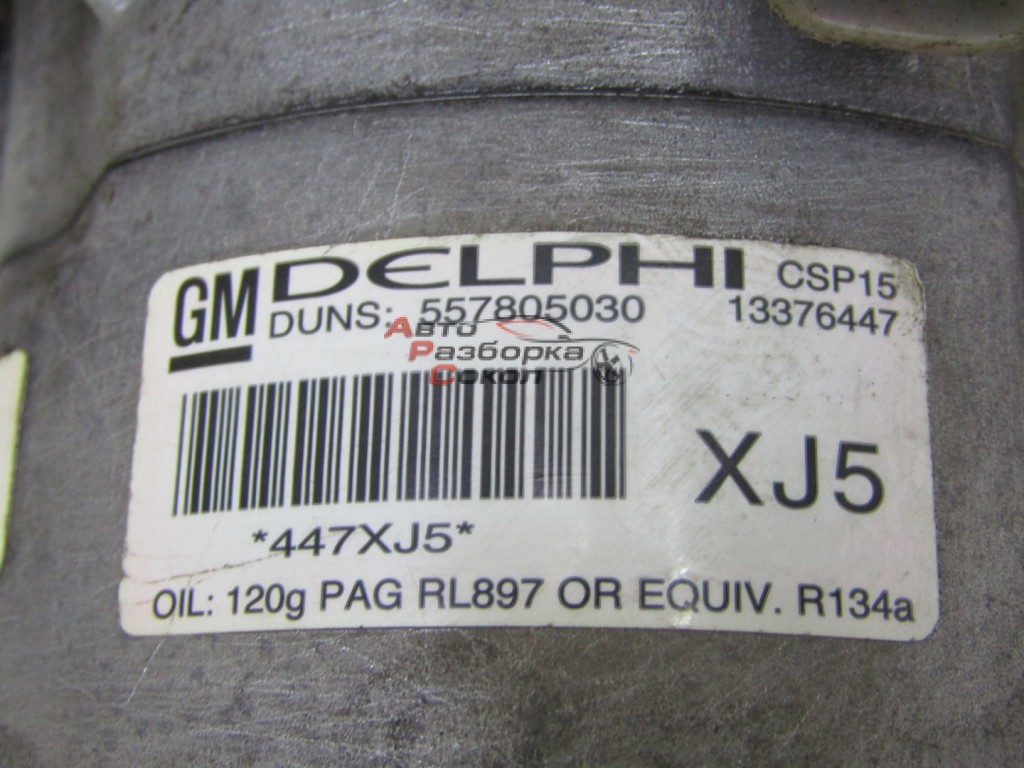 GM DELPHI CSP15
DUNS: 557805030 13376447
Авто
Разборка
Сокол
XJ5
*447XJ5*
OIL: 120g PAG RL897 OR EQUIV. R134a